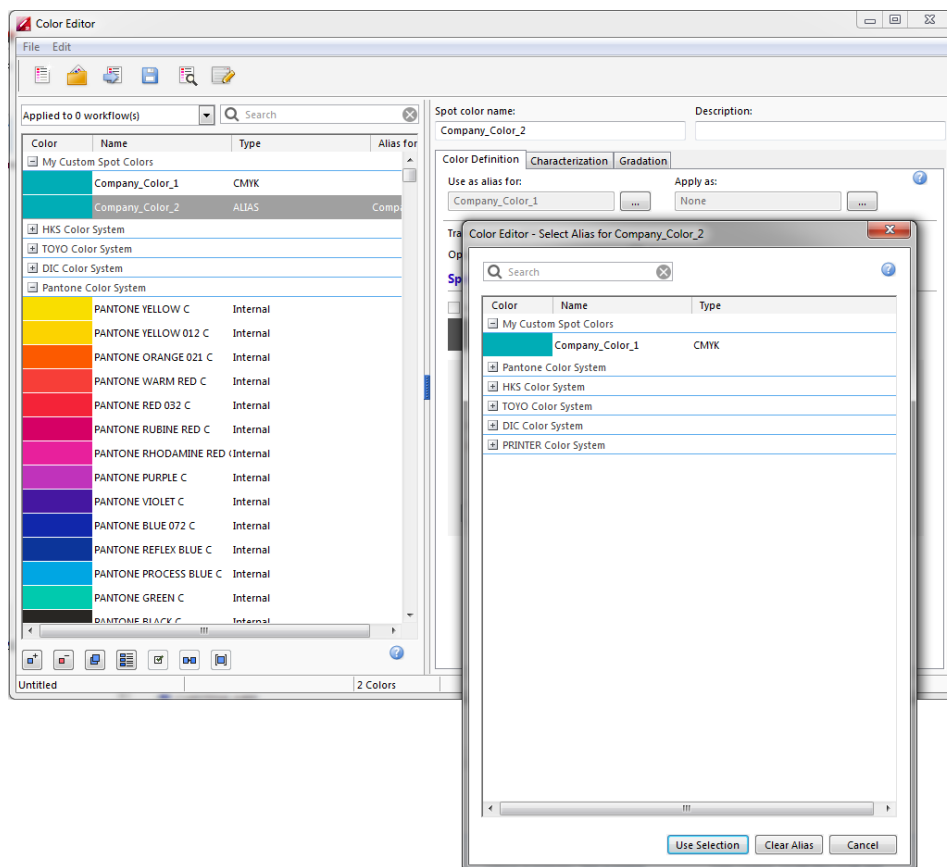 Color Editor
File Edit
Applied to 0 workflow(s) Search
Color Name Type Alias for
My Custom Spot Colors
Company_Color_1 CMYK
Company_Color_2 ALIAS Comp
HKS Color System
TOYO Color System
DIC Color System
Pantone Color System
PANTONE YELLOW C Internal
PANTONE YELLOW 012 C Internal
PANTONE ORANGE 021 C Internal
PANTONE WARM RED C Internal
PANTONE RED 032 C Internal
PANTONE RUBINE RED C Internal
PANTONE RHODAMINE RED ( Internal
PANTONE PURPLE C Internal
PANTONE VIOLET C Internal
PANTONE BLUE 072 C Internal
PANTONE REFLEX BLUE C Internal
PANTONE PROCESS BLUE C Internal
PANTONE GREEN C Internal
PANTONE BLACK C Internal
Untitled 2 Colors
Spot color name: Description:
Company_Color_2
Color Definition Characterization Gradation
Use as alias for: Apply as:
Company_Color_1 ... None ...
Tra
Op
Sp
Color Editor - Select Alias for Company_Color_2
Search
Color Name Type
My Custom Spot Colors
Company_Color_1 CMYK
Pantone Color System
HKS Color System
TOYO Color System
DIC Color System
PRINTER Color System
Use Selection Clear Alias Cancel